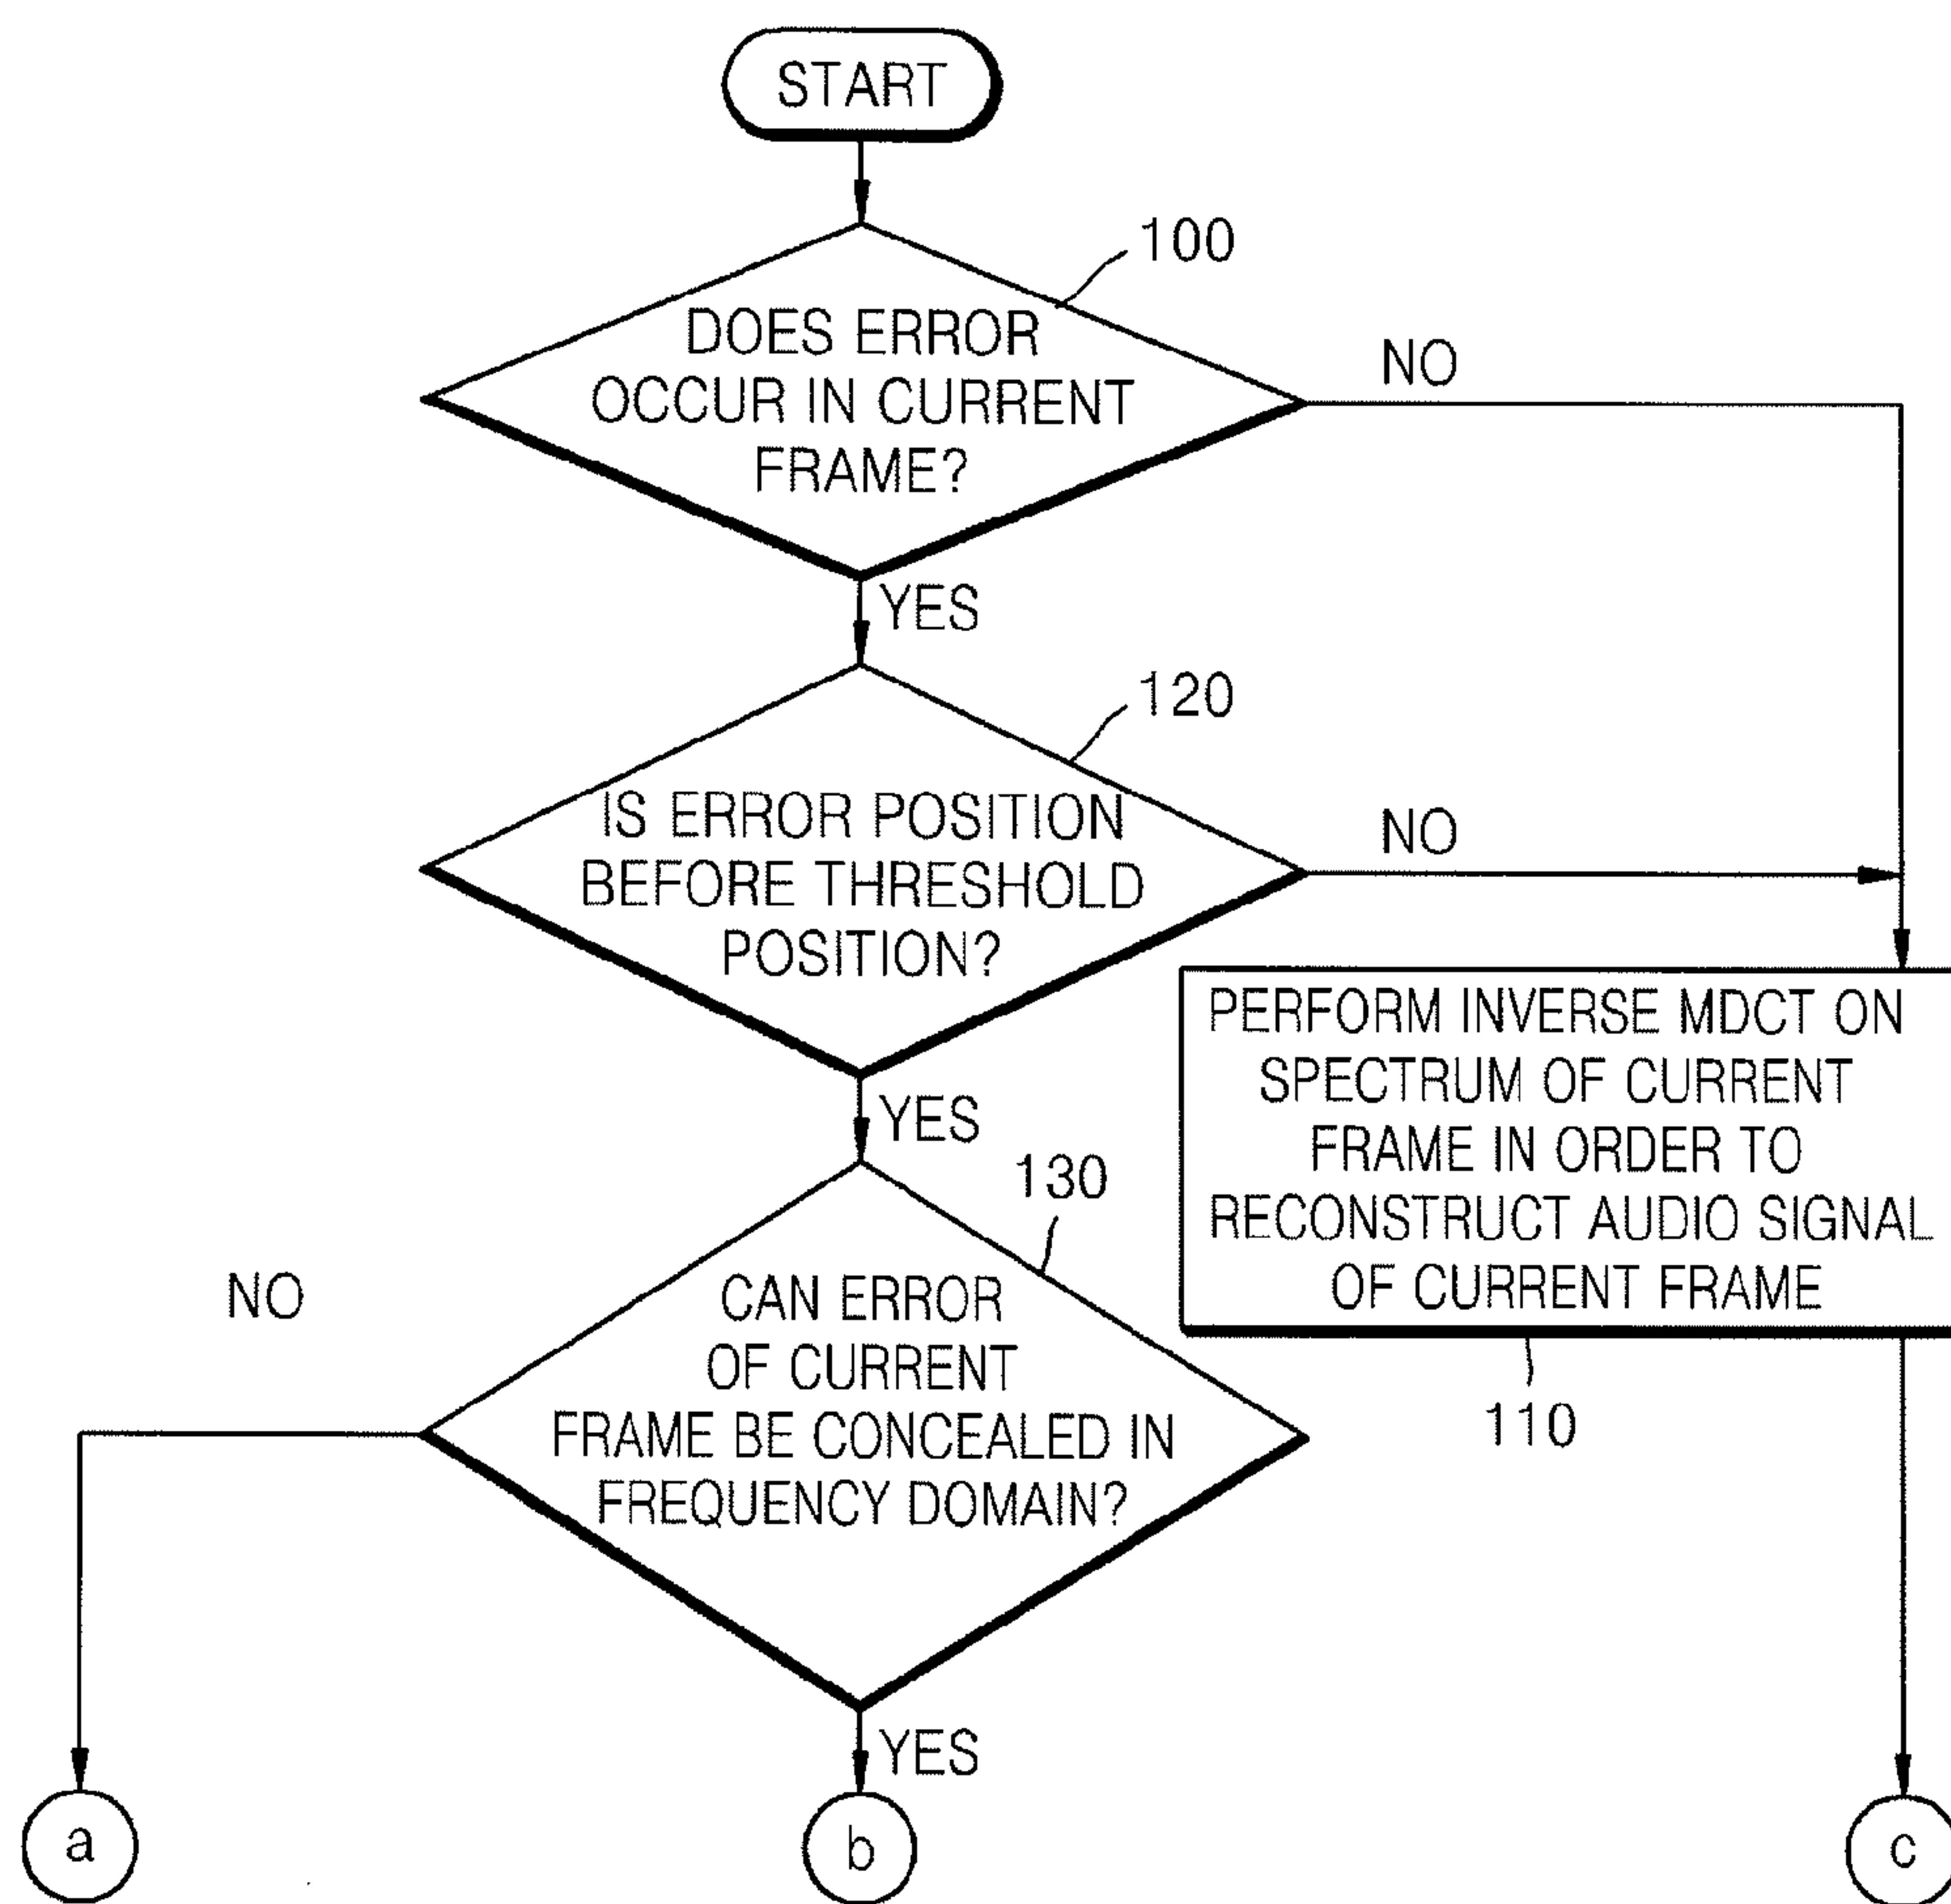 START
100
DOES ERROR
OCCUR IN CURRENT
FRAME?
NO
YES
120
IS ERROR POSITION
BEFORE THRESHOLD
POSITION?
NO
YES
PERFORM INVERSE MDCT ON
SPECTRUM OF CURRENT
FRAME IN ORDER TO
RECONSTRUCT AUDIO SIGNAL
OF CURRENT FRAME
110
130
CAN ERROR
OF CURRENT
FRAME BE CONCEALED IN
FREQUENCY DOMAIN?
NO
YES
a
b
c